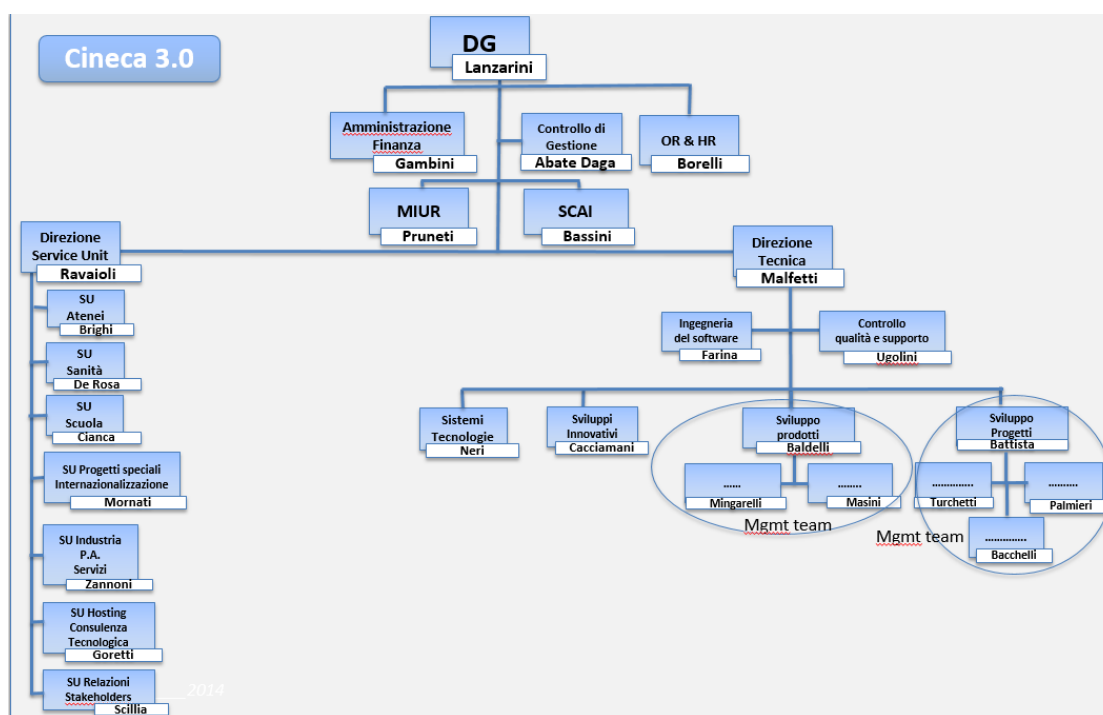 Cineca 3.0
DG
Lanzarini
Amministrazione
Finanza
Gambini
Controllo di
Gestione
Abate Daga
OR & HR
Borelli
MIUR
Pruneti
SCAI
Bassini
Direzione
Service Unit
Ravaioli
Direzione
Tecnica
Malfetti
SU
Atenei
Brighi
SU
Sanità
De Rosa
SU
Scuola
Cianca
SU Progetti speciali
Internazionalizzazione
Mornati
SU Industria
P.A.
Servizi
Zannoni
SU Hosting
Consulenza
Tecnologica
Goretti
SU Relazioni
Stakeholders
Scillia
___2014
Ingegneria
del software
Farina
Controllo
qualità e supporto
Ugolini
Sistemi
Tecnologie
Neri
Sviluppi
Innovativi
Cacciamani
Sviluppo
prodotti
Baldelli
......
Mingarelli
........
Masini
Mgmt team
Sviluppo
Progetti
Battista
..............
Turchetti
..........
Palmieri
..............
Bacchelli
Mgmt team